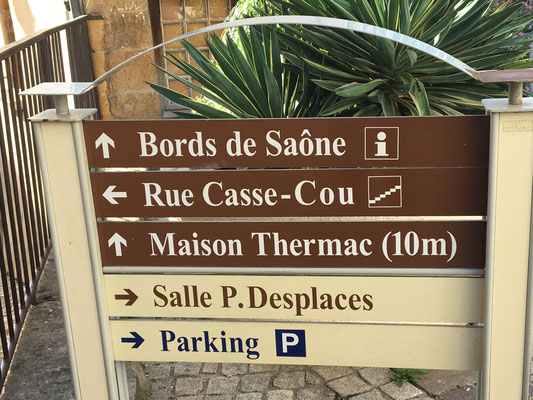 ↑ Bords de Saône i
← Rue Casse-Cou
↑ Maison Thermac (10m)
→ Salle P. Desplaces
→ Parking P